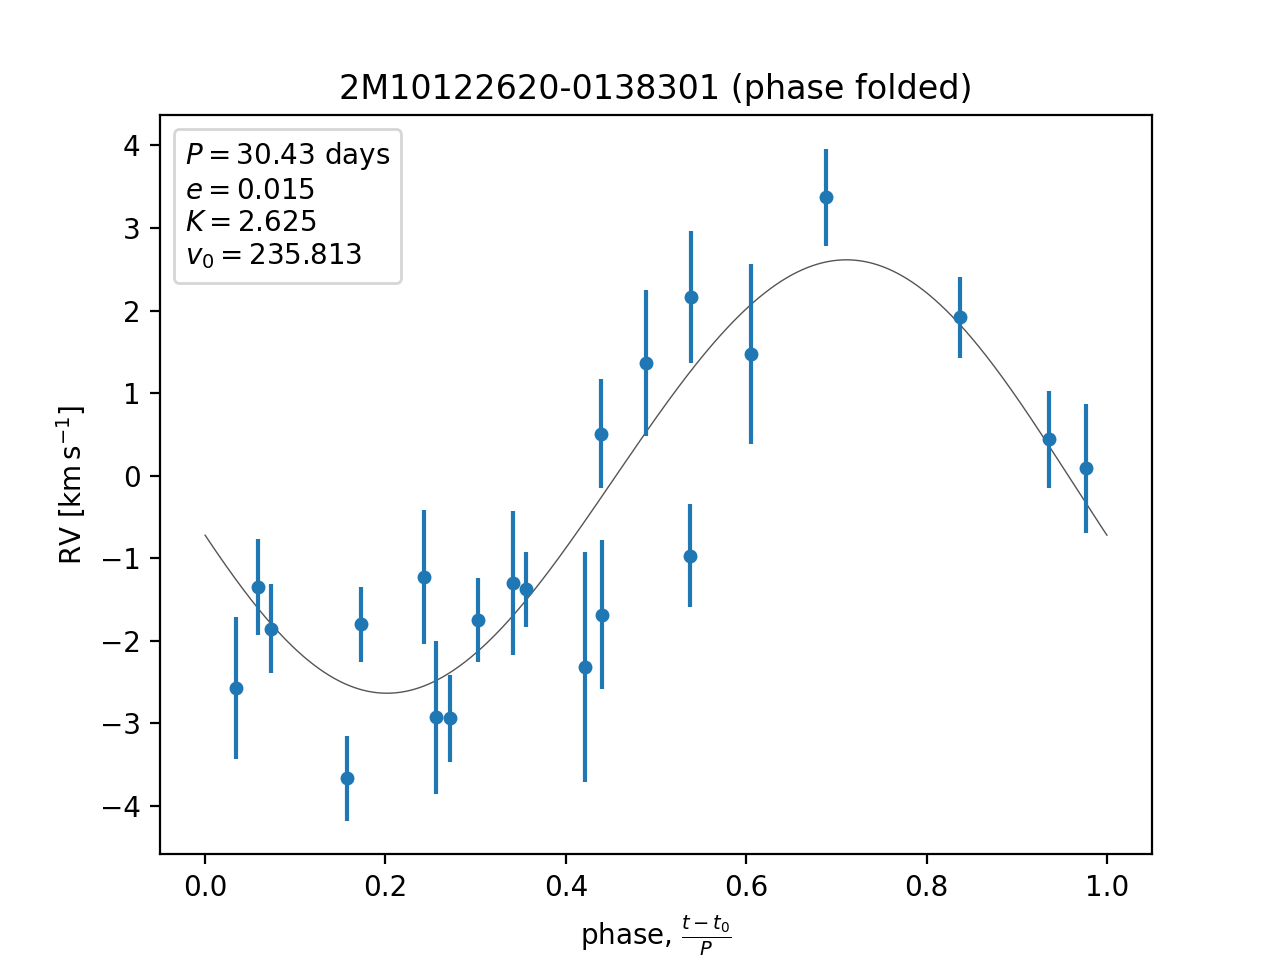 2M10122620-0138301 (phase folded)
P = 30.43 days
e = 0.015
K = 2.625
v₀ = 235.813
4
3
2
1
0
−1
−2
−3
−4
RV [km s⁻¹]
0.0 0.2 0.4 0.6 0.8 1.0
phase, (t − t₀)/P